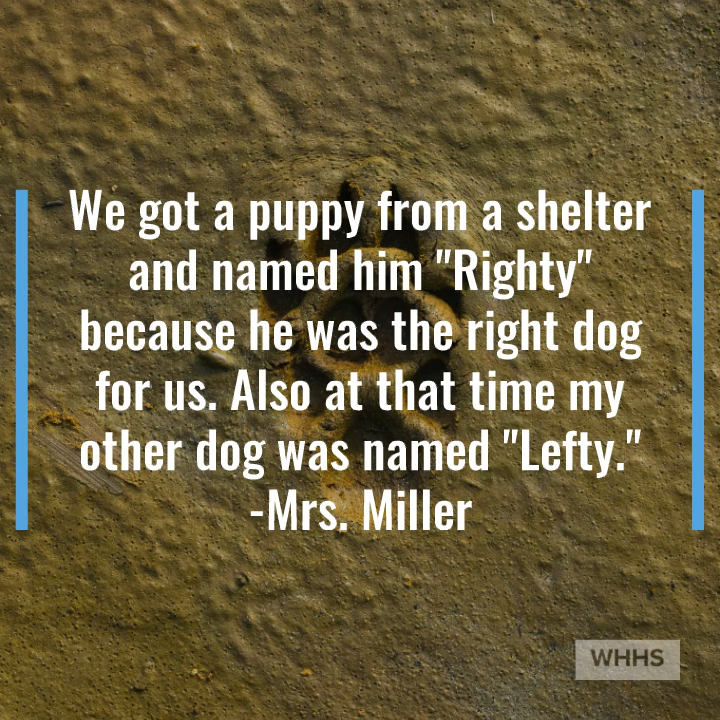 We got a puppy from a shelter
and named him "Righty"
because he was the right dog
for us. Also at that time my
other dog was named "Lefty."
-Mrs. Miller
WHHS